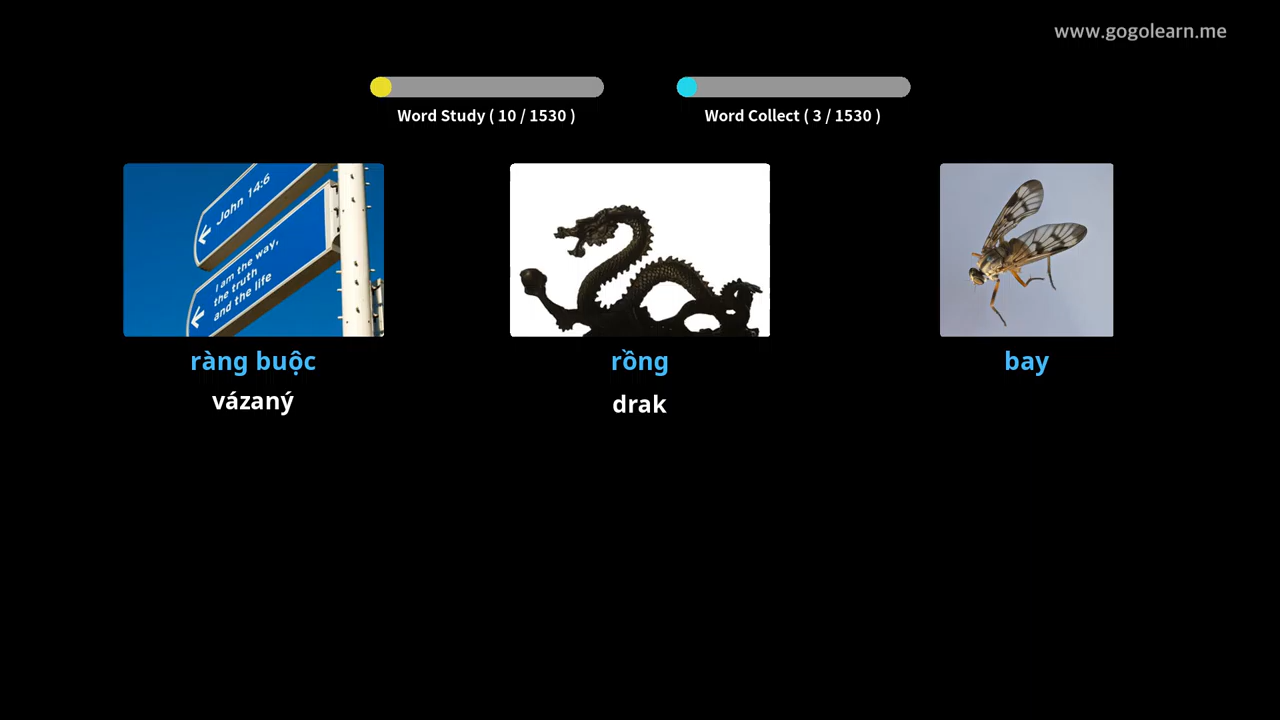 www.gogolearn.me
Word Study ( 10 / 1530 )
Word Collect ( 3 / 1530 )
John 14:6
I am the way,
the truth
and the life
ràng buộc
rồng
bay
vázaný
drak